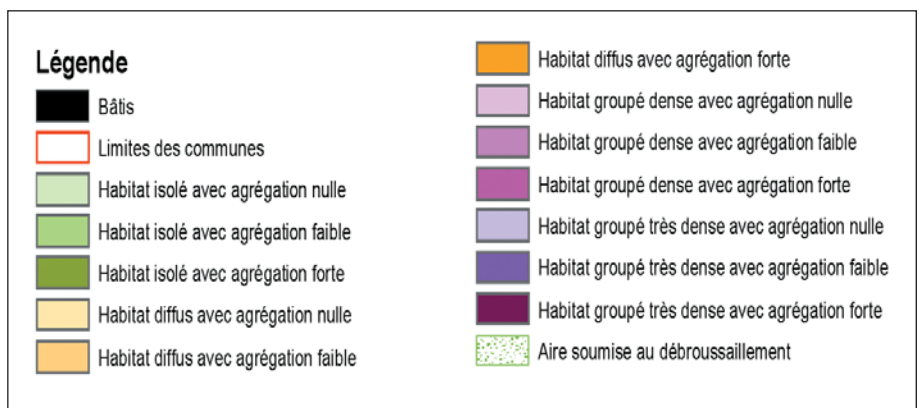 Légende
Bâtis
Limites des communes
Habitat isolé avec agrégation nulle
Habitat isolé avec agrégation faible
Habitat isolé avec agrégation forte
Habitat diffus avec agrégation nulle
Habitat diffus avec agrégation faible
Habitat diffus avec agrégation forte
Habitat groupé dense avec agrégation nulle
Habitat groupé dense avec agrégation faible
Habitat groupé dense avec agrégation forte
Habitat groupé très dense avec agrégation nulle
Habitat groupé très dense avec agrégation faible
Habitat groupé très dense avec agrégation forte
Aire soumise au débroussaillement